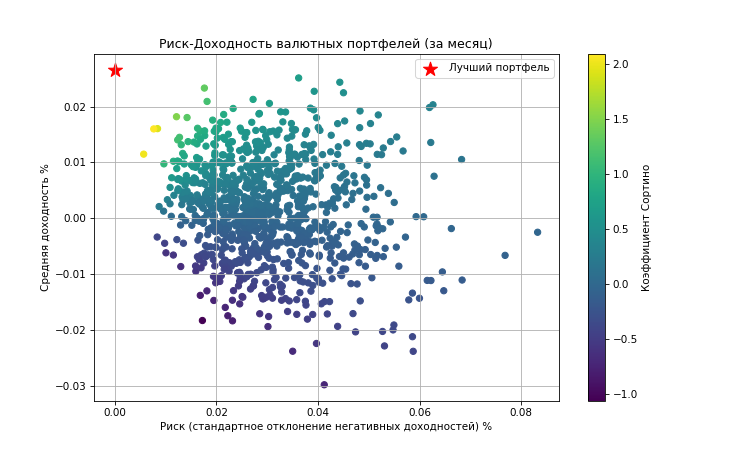 Риск-Доходность валютных портфелей (за месяц)
Лучший портфель
Средняя доходность %
0.02
0.01
0.00
−0.01
−0.02
−0.03
0.00 0.02 0.04 0.06 0.08
Риск (стандартное отклонение негативных доходностей) %
2.0
1.5
1.0
0.5
0.0
−0.5
−1.0
Коэффициент Сортино